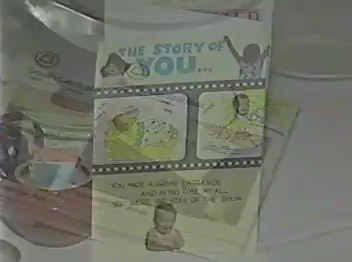 THE STORY OF
YOU...
YOU MADE A GRAND ENTRANCE
AND IN NO TIME AT ALL
YOU WERE THE STAR OF THE SHOW